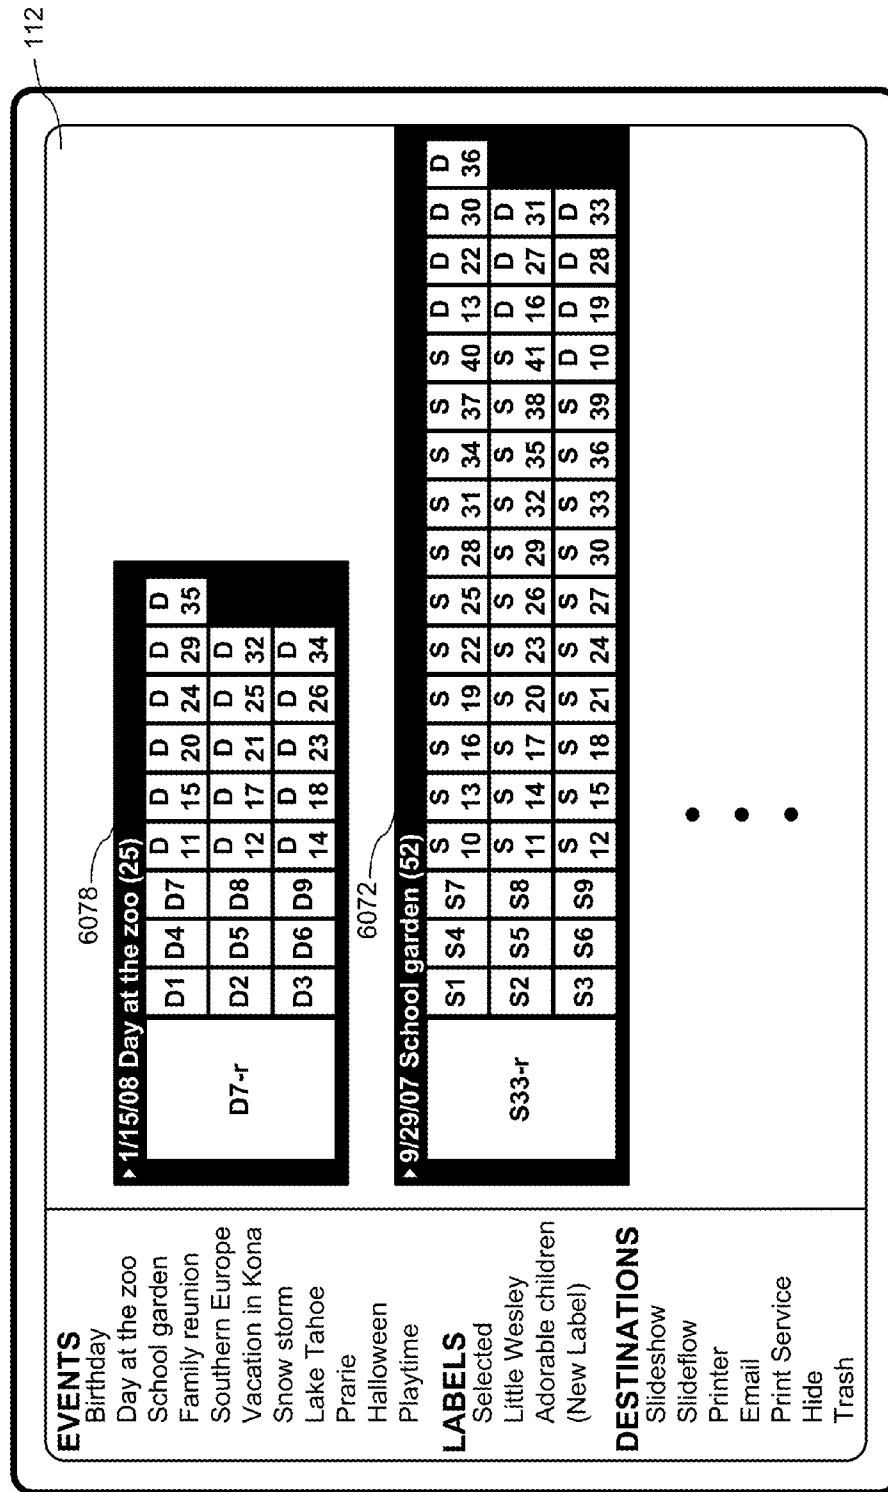 112
EVENTS
Birthday
Day at the zoo
School garden
Family reunion
Southern Europe
Vacation in Kona
Snow storm
Lake Tahoe
Prarie
Halloween
Playtime
LABELS
Selected
Little Wesley
Adorable children
(New Label)
DESTINATIONS
Slideshow
Slideflow
Printer
Email
Print Service
Hide
Trash
6078
1/15/08 Day at the zoo (25)
D7-r
D1 D4 D7 D 11 D 15 D 20 D 24 D 29 D 35
D2 D5 D8 D 12 D 17 D 21 D 25 D 32
D3 D6 D9 D 14 D 18 D 23 D 26 D 34
6072
9/29/07 School garden (52)
S33-r
S1 S4 S7 S 10 S 13 S 16 S 19 S 22 S 25 S 28 S 31 S 34 S 37 S 40 D 13 D 22 D 30 D 36
S2 S5 S8 S 11 S 14 S 17 S 20 S 23 S 26 S 29 S 32 S 35 S 38 S 41 D 16 D 27 D 31
S3 S6 S9 S 12 S 15 S 18 S 21 S 24 S 27 S 30 S 33 S 36 S 39 D 10 D 19 D 28 D 33